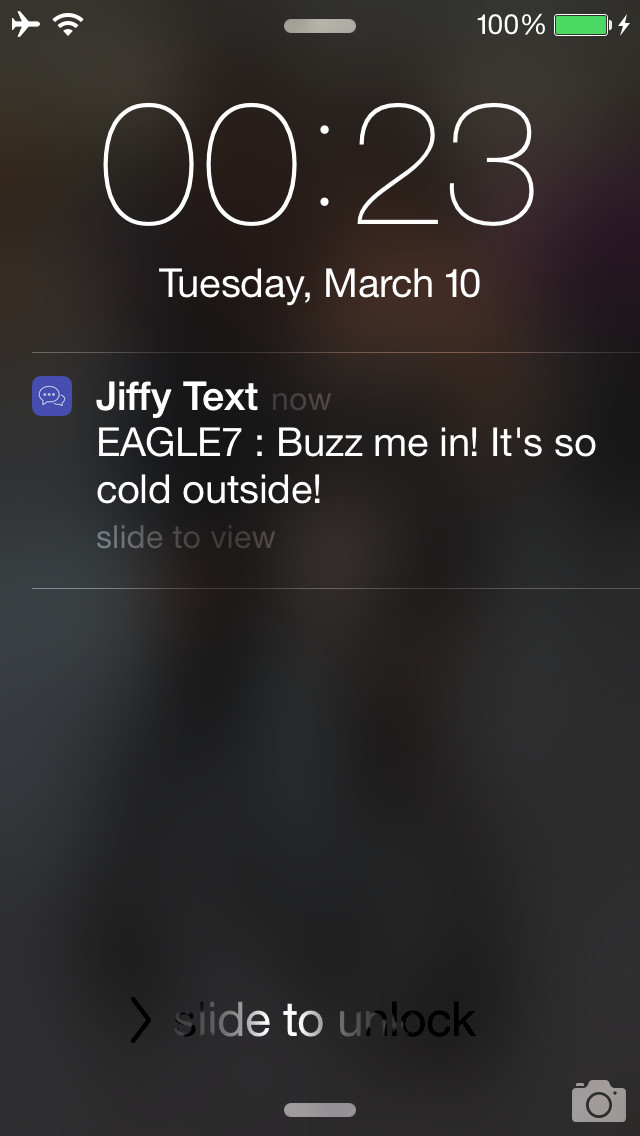 100%
00:23
Tuesday, March 10
Jiffy Text now
EAGLE7 : Buzz me in! It's so
cold outside!
slide to view
slide to unlock